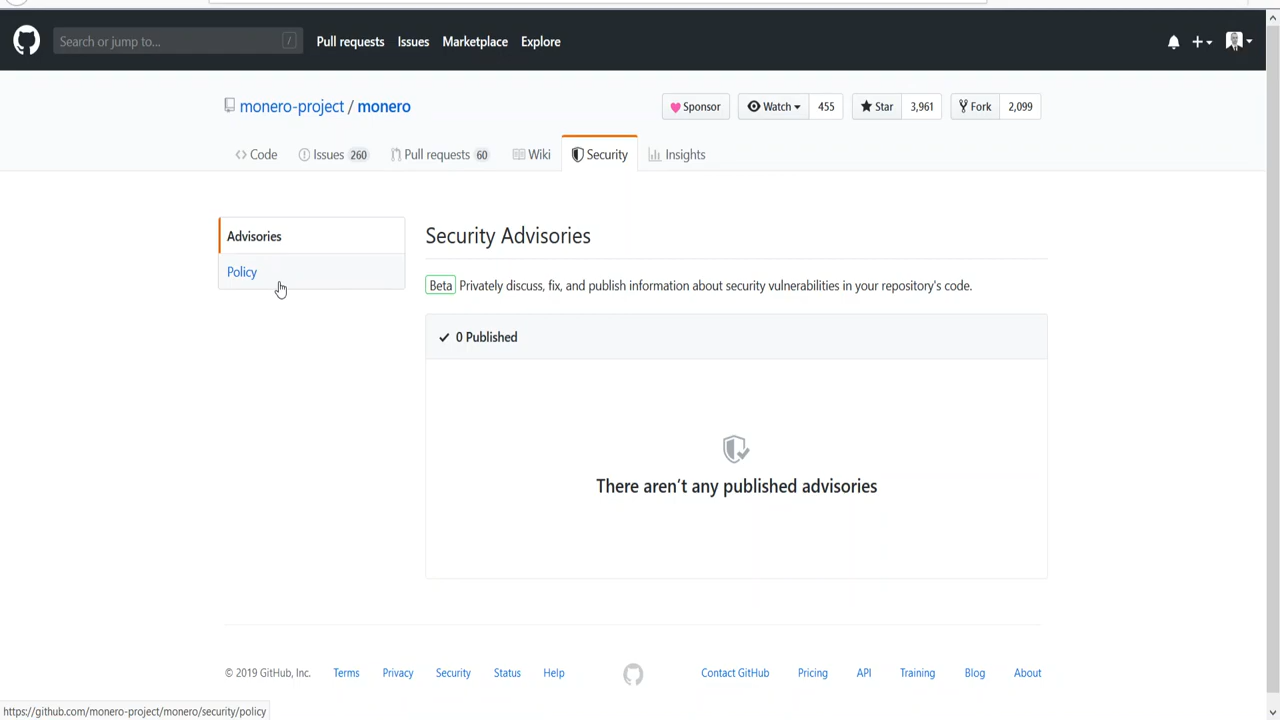 Search or jump to... /
Pull requests Issues Marketplace Explore
monero-project / monero
Sponsor Watch 455 Star 3,961 Fork 2,099
Code Issues 260 Pull requests 60 Wiki Security Insights
Advisories
Policy
Security Advisories
Beta Privately discuss, fix, and publish information about security vulnerabilities in your repository's code.
0 Published
There aren't any published advisories
© 2019 GitHub, Inc. Terms Privacy Security Status Help Contact GitHub Pricing API Training Blog About
https://github.com/monero-project/monero/security/policy